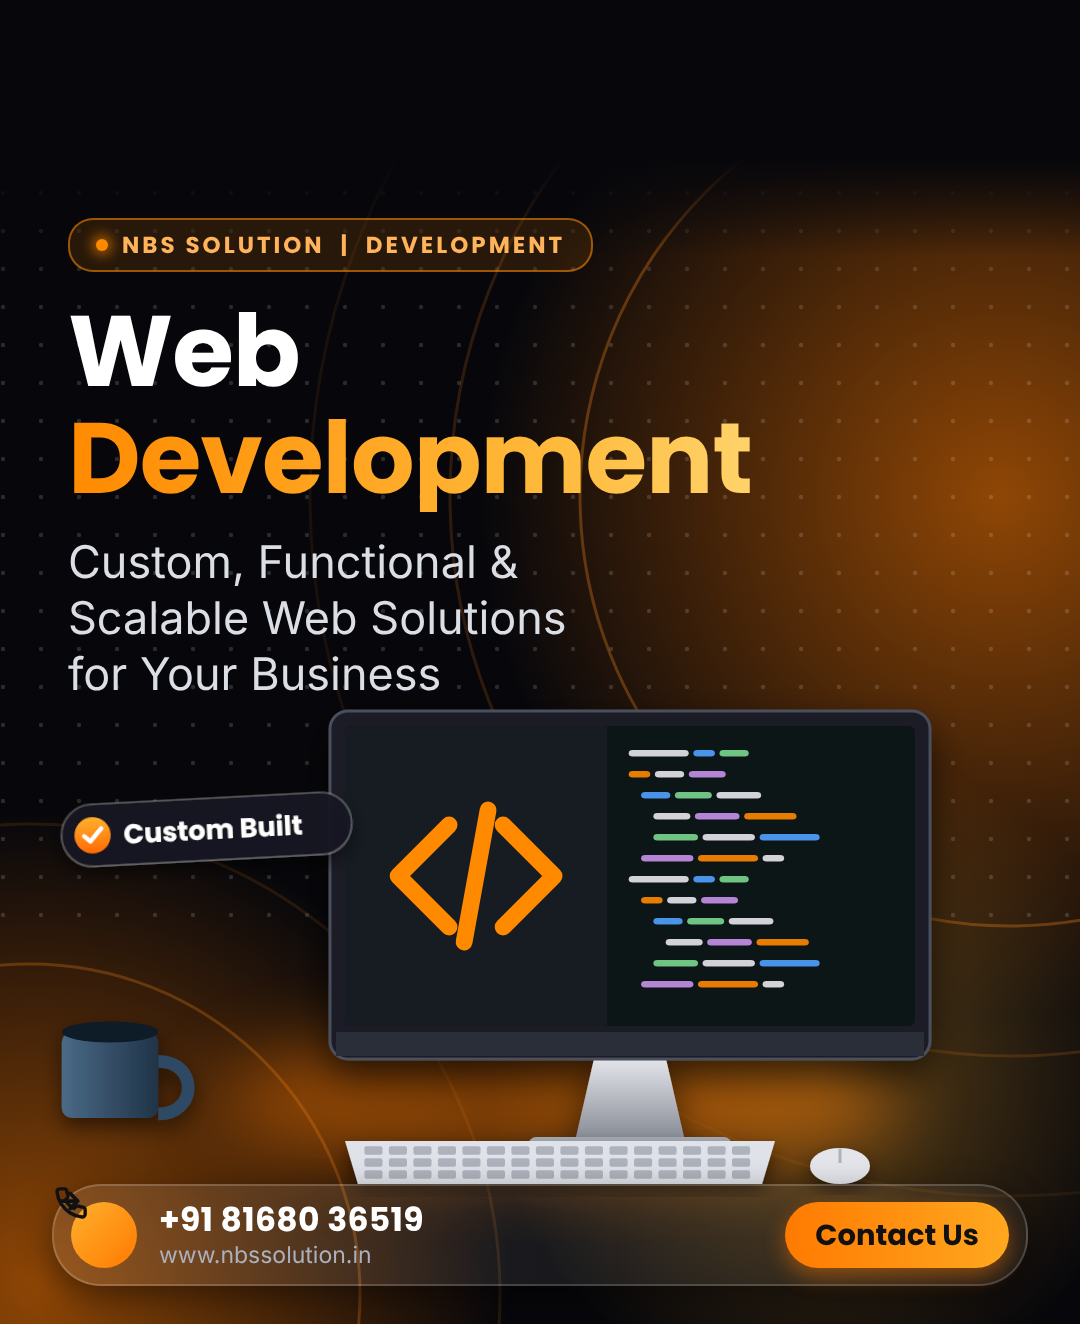 NBS SOLUTION | DEVELOPMENT
Web
Development
Custom, Functional &
Scalable Web Solutions
for Your Business
Custom Built
</>
+91 81680 36519
www.nbssolution.in
Contact Us